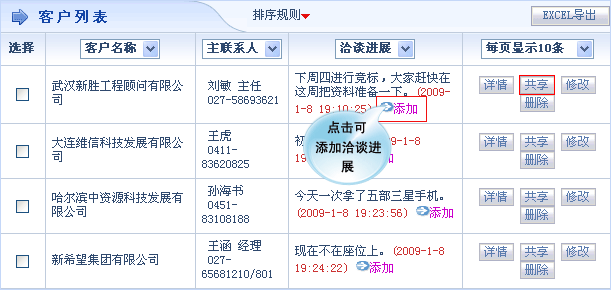 客户列表 排序规则 EXCEL导出
选择 客户名称 主联系人 洽谈进展 每页显示10条
武汉新胜工程顾问有限公司
刘敏 主任
027-58693621
下周四进行竞标,大家赶快在
这周把资料准备一下。(2009-
1-8 19:10:25) 添加
详情 共享 修改
删除
点击可
添加洽谈进
展
大连维信科技发展有限公司
王虎
0411-
83620825
初
1-8
添加
详情 共享 修改
删除
哈尔滨中资源科技发展有限公司
孙海书
0451-
83108188
今天一次拿了五部三星手机。
(2009-1-8 19:23:56) 添加
详情 共享 修改
删除
新希望集团有限公司
王涵 经理
027-
65681210/801
现在不在座位上。(2009-1-8
19:24:22) 添加
详情 共享 修改
删除